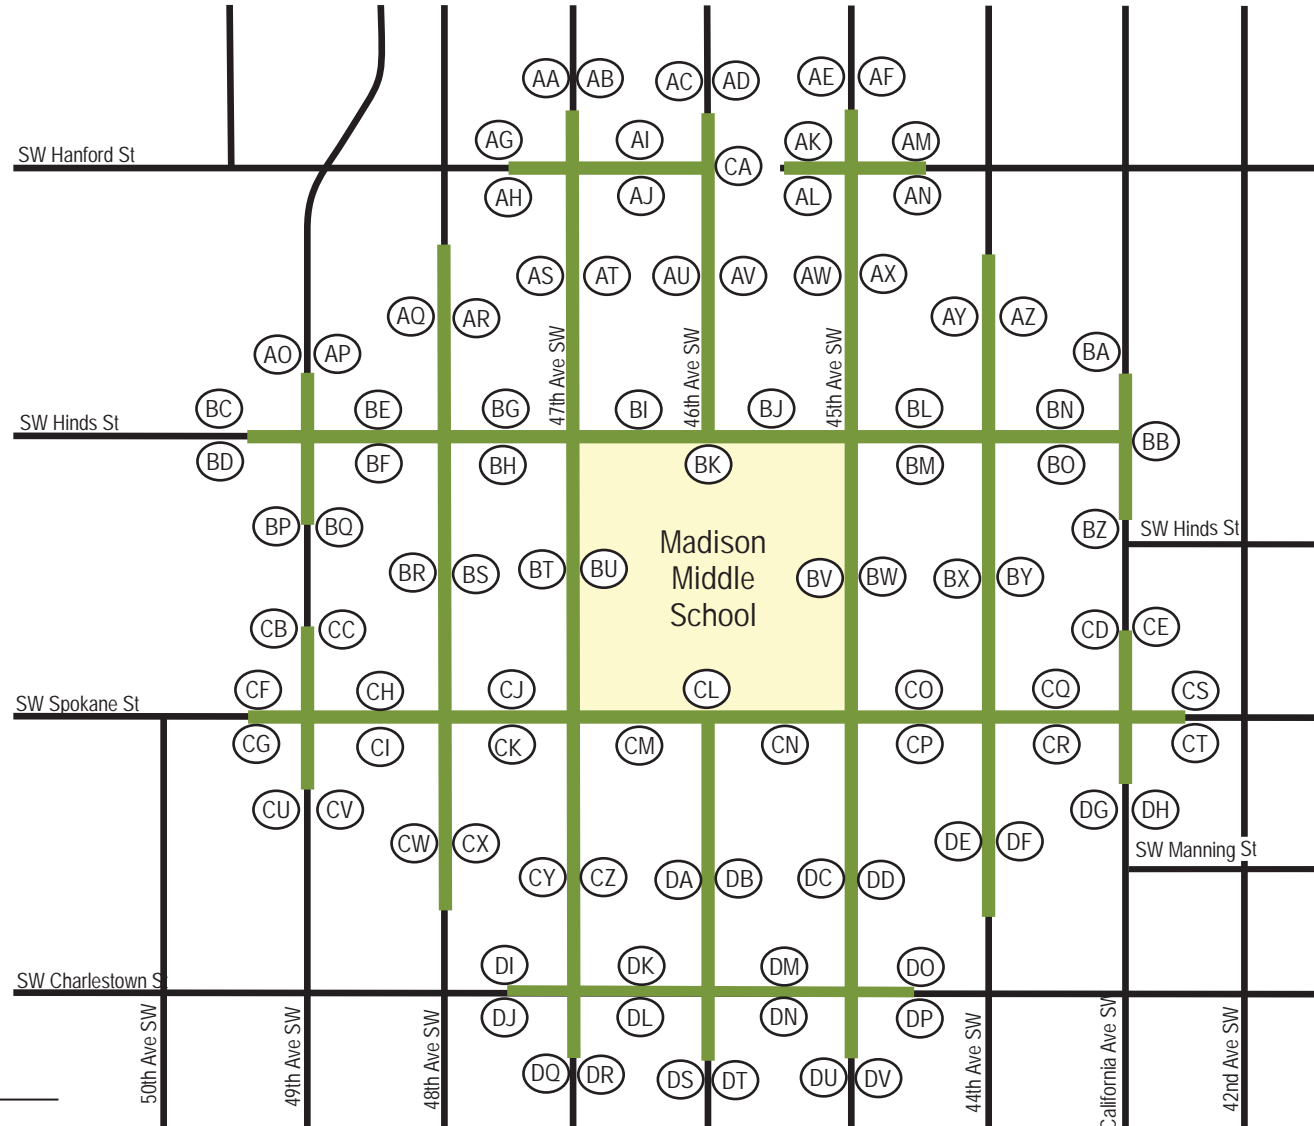 AA AB AC AD AE AF
AG AI AK AM
SW Hanford St
CA
AH AJ AL AN
AS AT AU AV AW AX
AQ AR AY AZ
47th Ave SW
46th Ave SW
45th Ave SW
AO AP BA
BC BE BG BI BJ BL BN
SW Hinds St
BB
BD BF BH BK BM BO
BP BQ BZ
SW Hinds St
Madison
Middle
School
BR BS BT BU BV BW BX BY
CB CC CD CE
CF CH CJ CL CO CQ CS
SW Spokane St
CG CI CK CM CN CP CR CT
CU CV DG DH
CW CX DE DF
SW Manning St
CY CZ DA DB DC DD
DI DK DM DO
SW Charlestown St
DJ DL DN DP
50th Ave SW
49th Ave SW
48th Ave SW
44th Ave SW
California Ave SW
42nd Ave SW
DQ DR DS DT DU DV